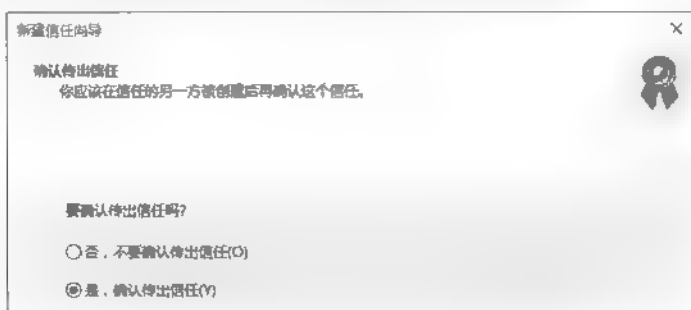 新建信任向导
确认传出信任
你应该在信任的另一方被创建后再确认这个信任。
要确认传出信任吗?
否，不要确认传出信任(O)
是，确认传出信任(Y)